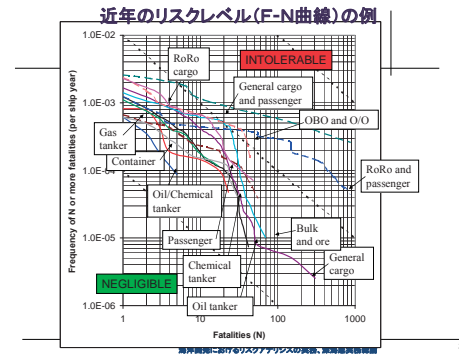 近年のリスクレベル(F-N曲線)の例
1.0E-02
RoRo
cargo
INTOLERABLE
General cargo
and passenger
1.0E-03
OBO and O/O
Gas
tanker
Container
RoRo and
passenger
Oil/Chemical
tanker
Passenger
Bulk
and ore
1.0E-05
Chemical
tanker
General
cargo
NEGLIGIBLE
Oil tanker
1.0E-06
1
10
100
1000
Fatalities (N)
Frequency of N or more fatalities (per ship year)